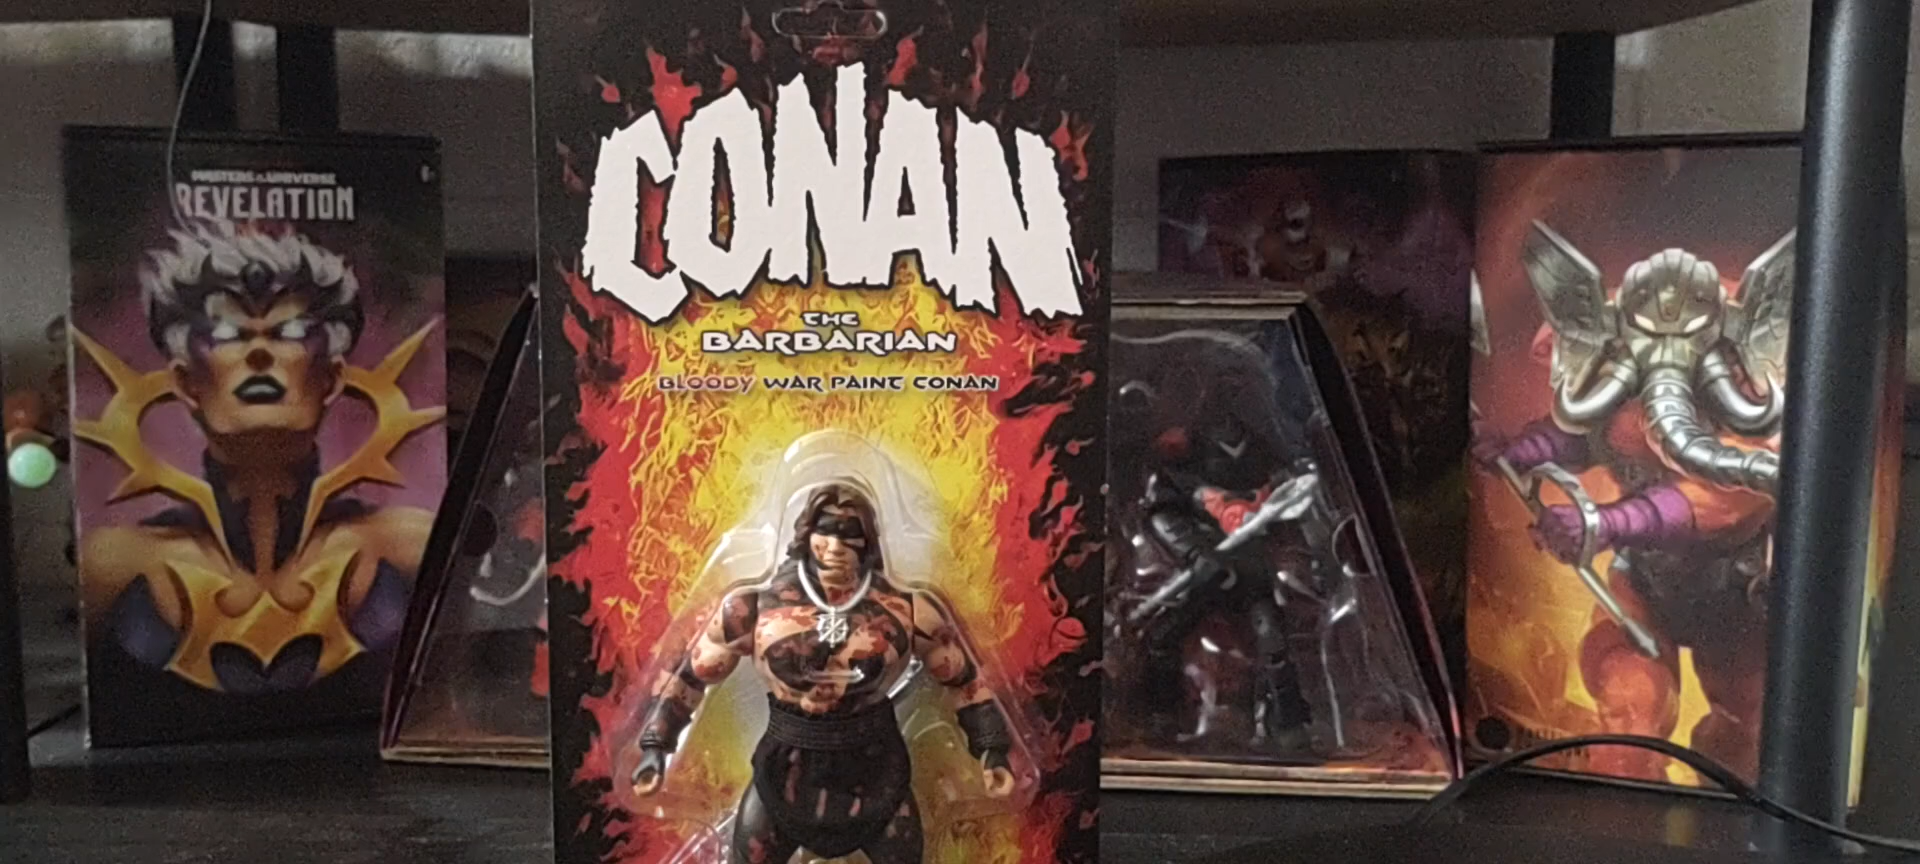 MASTERS OF THE UNIVERSE
REVELATION
CONAN
THE
BARBARIAN
BLOODY WAR PAINT CONAN